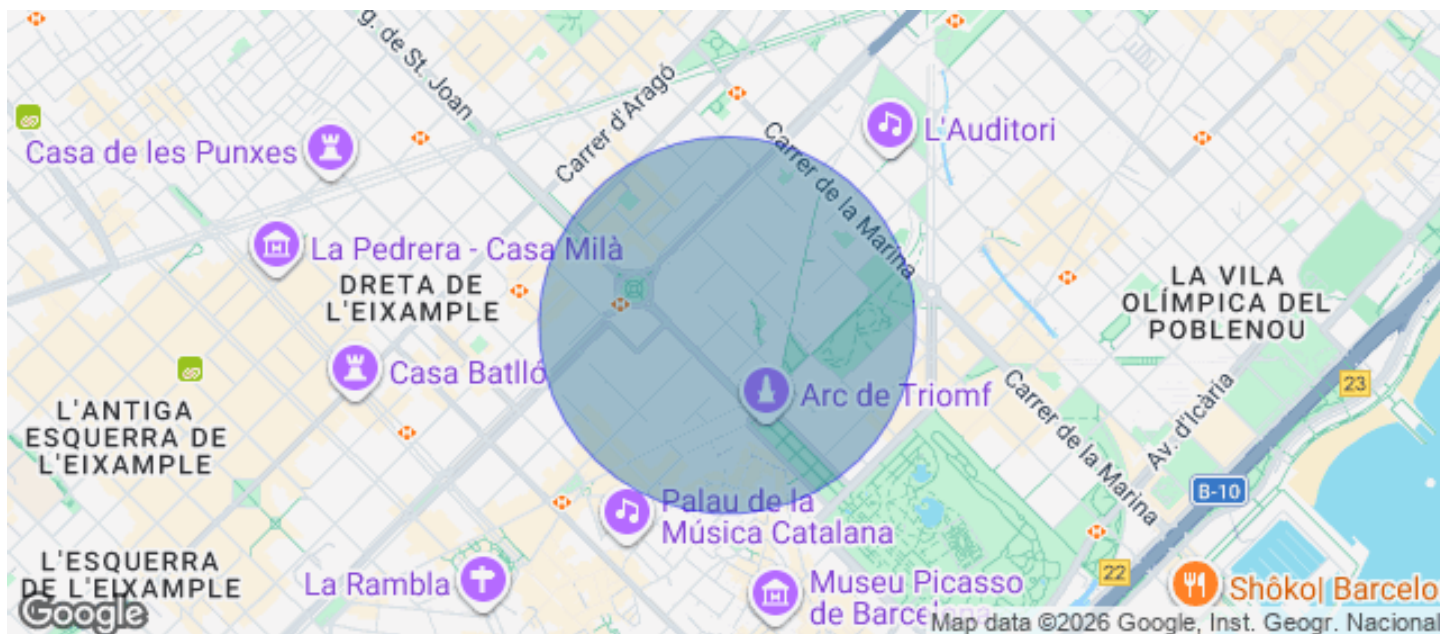 g. de St. Joan
Carrer d'Aragó
Carrer de la Marina
L'Auditori
Casa de les Punxes
La Pedrera - Casa Milà
DRETA DE
L'EIXAMPLE
LA VILA
OLÍMPICA DEL
POBLENOU
Casa Batlló
Arc de Triomf
Carrer de la Marina
Av. d'Icària
23
L'ANTIGA
ESQUERRA DE
L'EIXAMPLE
B-10
Palau de la
Música Catalana
L'ESQUERRA
DE L'EIXAMPLE
La Rambla
Museu Picasso
de Barcelona
22
Shôko| Barcelo
Google
Map data ©2026 Google, Inst. Geogr. Nacional